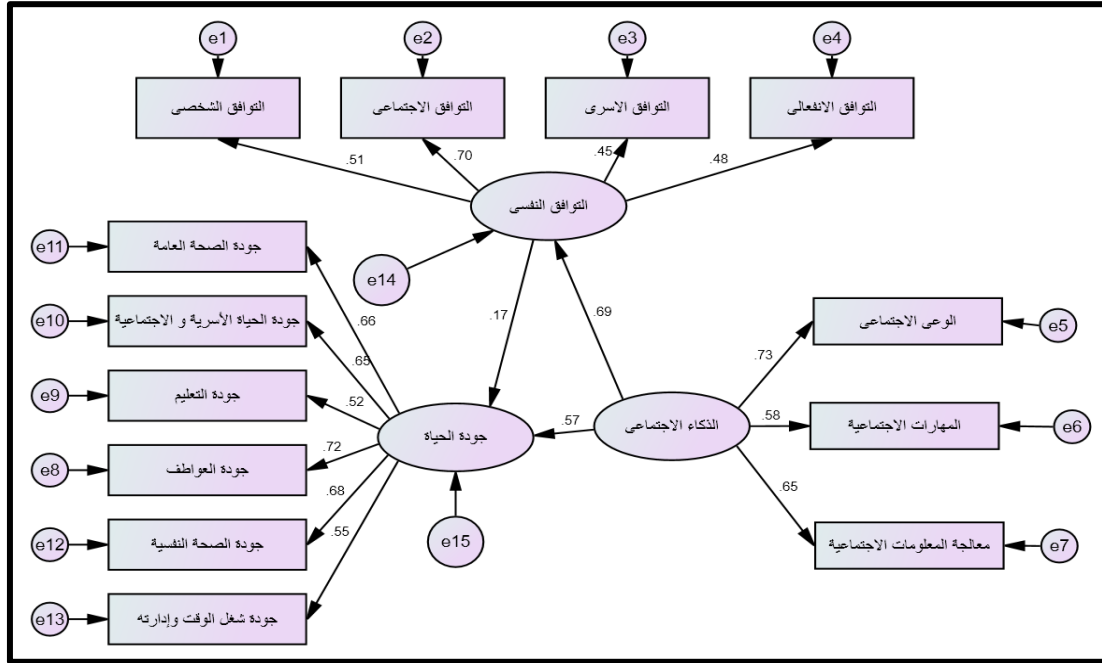 e1
e2
e3
e4
التوافق الشخصى
التوافق الاجتماعى
التوافق الاسرى
التوافق الانفعالى
.51
.70
.45
.48
التوافق النفسى
e11
جودة الصحة العامة
e14
e10
جودة الحياة الأسرية و الاجتماعية
.66
.17
.69
الوعى الاجتماعى
e5
.65
.73
e9
جودة التعليم
.52
جودة الحياة
.57
الذكاء الاجتماعى
.58
المهارات الاجتماعية
e6
e8
جودة العواطف
.72
.68
.65
e12
جودة الصحة النفسية
.55
e15
معالجة المعلومات الاجتماعية
e7
e13
جودة شغل الوقت وإدارته